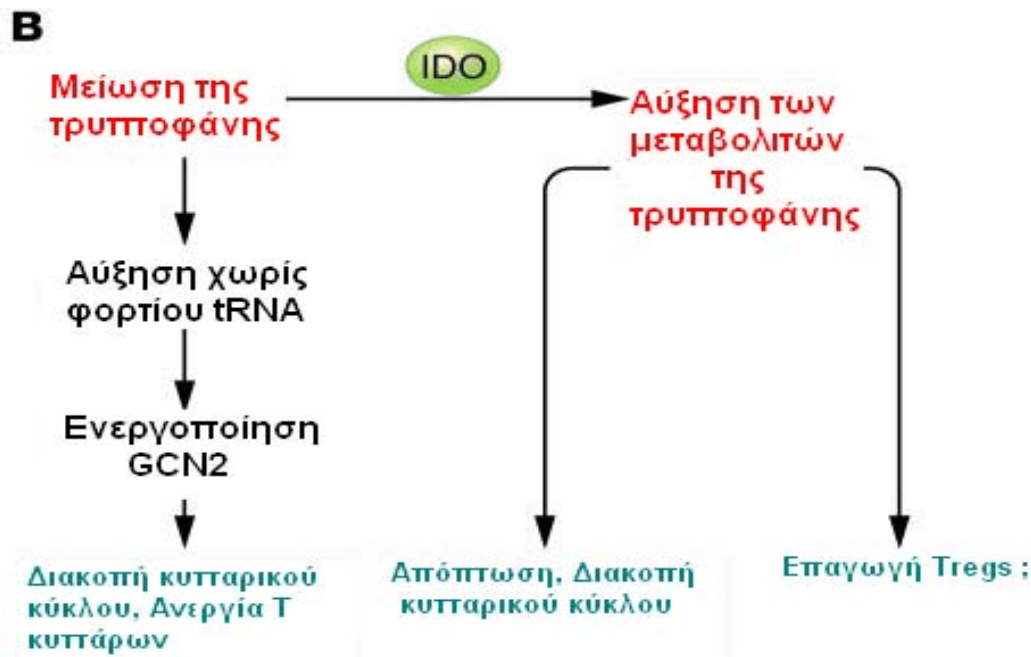 B
IDO
Μείωση της
τρυπτοφάνης
Αύξηση των
μεταβολιτών
της
τρυπτοφάνης
Αύξηση χωρίς
φορτίου tRNA
Ενεργοποίηση
GCN2
Διακοπή κυτταρικού
κύκλου, Ανεργία Τ
κυττάρων
Απόπτωση, Διακοπή
κυτταρικού κύκλου
Επαγωγή Tregs ;